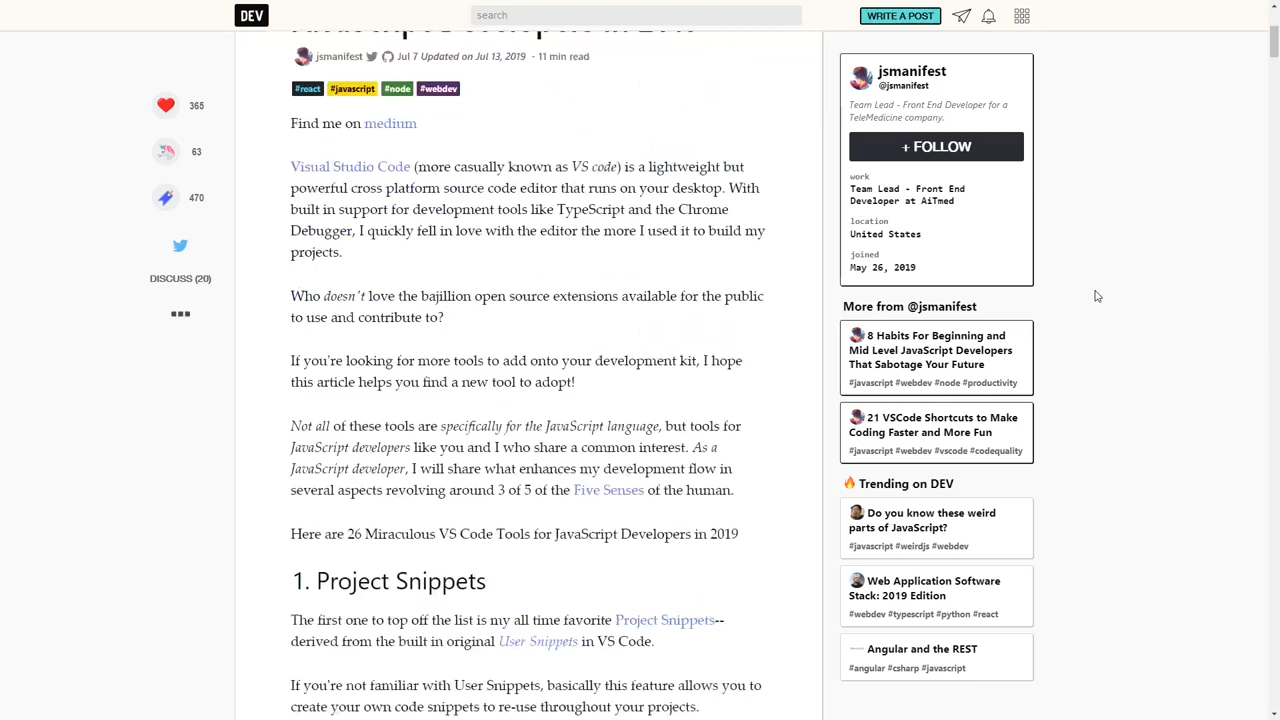 DEV
search
WRITE A POST
jsmanifest Jul 7 Updated on Jul 13, 2019 ・11 min read
#react #javascript #node #webdev
365
63
470
DISCUSS (20)
Find me on medium
Visual Studio Code (more casually known as VS code) is a lightweight but
powerful cross platform source code editor that runs on your desktop. With
built in support for development tools like TypeScript and the Chrome
Debugger, I quickly fell in love with the editor the more I used it to build my
projects.
Who doesn't love the bajillion open source extensions available for the public
to use and contribute to?
If you're looking for more tools to add onto your development kit, I hope
this article helps you find a new tool to adopt!
Not all of these tools are specifically for the JavaScript language, but tools for
JavaScript developers like you and I who share a common interest. As a
JavaScript developer, I will share what enhances my development flow in
several aspects revolving around 3 of 5 of the Five Senses of the human.
Here are 26 Miraculous VS Code Tools for JavaScript Developers in 2019
1. Project Snippets
The first one to top off the list is my all time favorite Project Snippets--
derived from the built in original User Snippets in VS Code.
If you're not familiar with User Snippets, basically this feature allows you to
create your own code snippets to re-use throughout your projects.
jsmanifest
@jsmanifest
Team Lead - Front End Developer for a
TeleMedicine company.
+ FOLLOW
work
Team Lead - Front End
Developer at AiTmed
location
United States
joined
May 26, 2019
More from @jsmanifest
8 Habits For Beginning and
Mid Level JavaScript Developers
That Sabotage Your Future
#javascript #webdev #node #productivity
21 VSCode Shortcuts to Make
Coding Faster and More Fun
#javascript #webdev #vscode #codequality
Trending on DEV
Do you know these weird
parts of JavaScript?
#javascript #weirdjs #webdev
Web Application Software
Stack: 2019 Edition
#webdev #typescript #python #react
Angular and the REST
#angular #csharp #javascript